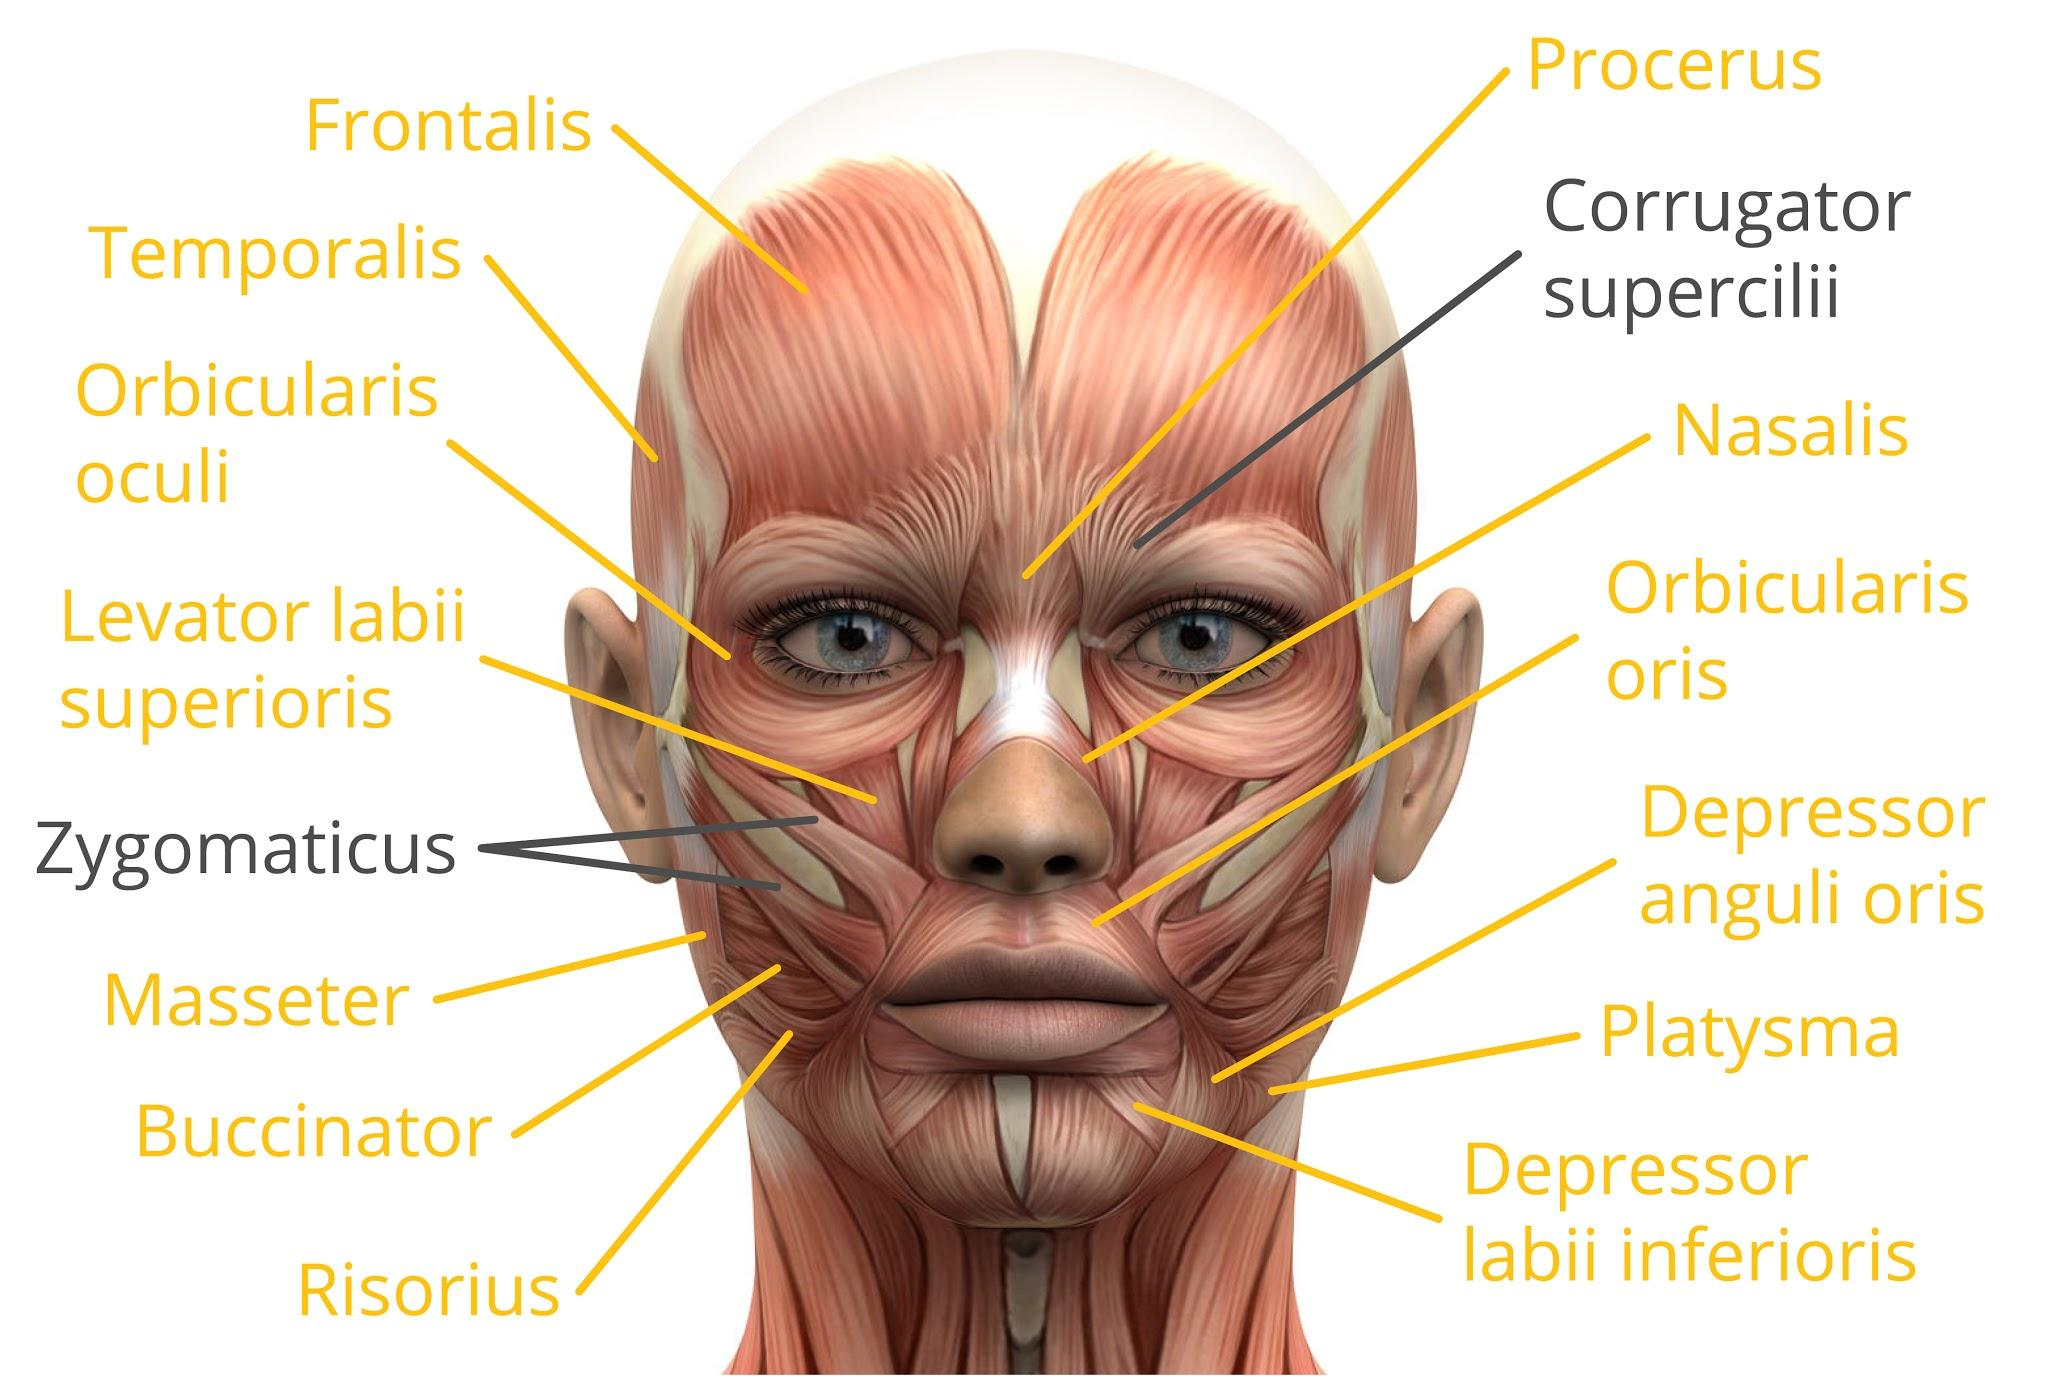 Frontalis
Temporalis
Orbicularis
oculi
Levator labii
superioris
Zygomaticus
Masseter
Buccinator
Risorius
Procerus
Corrugator
supercilii
Nasalis
Orbicularis
oris
Depressor
anguli oris
Platysma
Depressor
labii inferioris